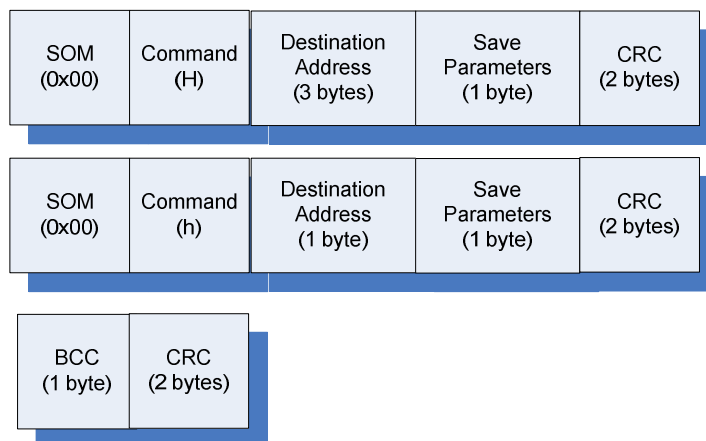 SOM
(0x00)
Command
(H)
Destination
Address
(3 bytes)
Save
Parameters
(1 byte)
CRC
(2 bytes)
SOM
(0x00)
Command
(h)
Destination
Address
(1 byte)
Save
Parameters
(1 byte)
CRC
(2 bytes)
BCC
(1 byte)
CRC
(2 bytes)